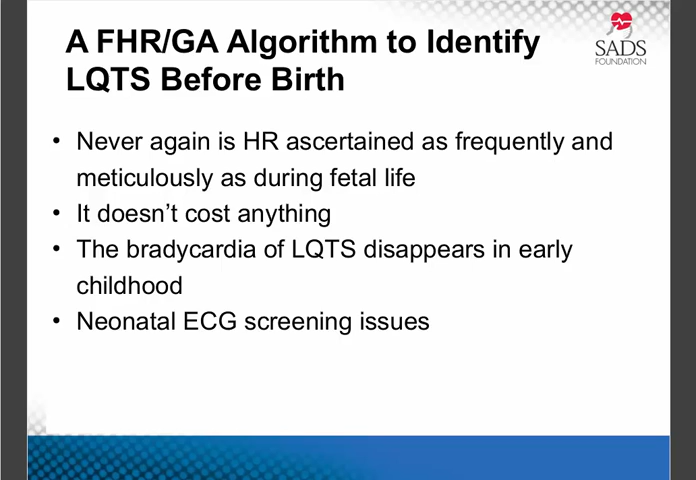 A FHR/GA Algorithm to Identify
LQTS Before Birth
SADS
FOUNDATION
• Never again is HR ascertained as frequently and
meticulously as during fetal life
• It doesn’t cost anything
• The bradycardia of LQTS disappears in early
childhood
• Neonatal ECG screening issues